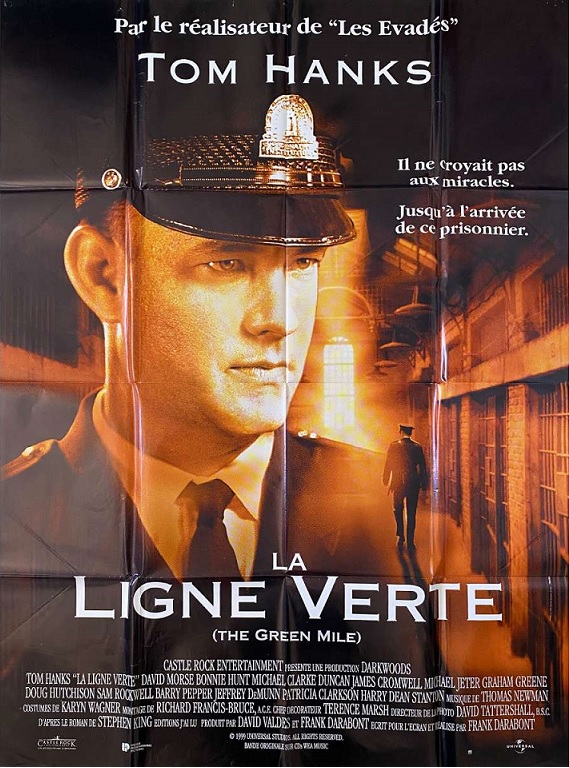 Par le réalisateur de "Les Evadés"
TOM HANKS
Il ne croyait pas
aux miracles.
Jusqu'à l'arrivée
de ce prisonnier.
LA
LIGNE VERTE
(THE GREEN MILE)
CASTLE ROCK ENTERTAINMENT PRESENTE UNE PRODUCTION DARKWOODS
TOM HANKS "LA LIGNE VERTE" DAVID MORSE BONNIE HUNT MICHAEL CLARKE DUNCAN JAMES CROMWELL MICHAEL JETER GRAHAM GREENE
DOUG HUTCHISON SAM ROCKWELL BARRY PEPPER JEFFREY DEMUNN PATRICIA CLARKSON HARRY DEAN STANTON MUSIQUE DE THOMAS NEWMAN
COSTUMES DE KARYN WAGNER MONTAGE DE RICHARD FRANCIS-BRUCE, A.C.E. CHEF DECORATEUR TERENCE MARSH DIRECTEUR DE LA PHOTO DAVID TATTERSALL, B.S.C.
D'APRES LE ROMAN DE STEPHEN KING EDITIONS J'AI LU PRODUIT PAR DAVID VALDES ET FRANK DARABONT ECRIT POUR L'ECRAN ET REALISE PAR FRANK DARABONT
© 1999 UNIVERSAL STUDIOS. ALL RIGHTS RESERVED.
BANDE ORIGINALE SUR CDs WEA MUSIC
CASTLE ROCK
UNIVERSAL